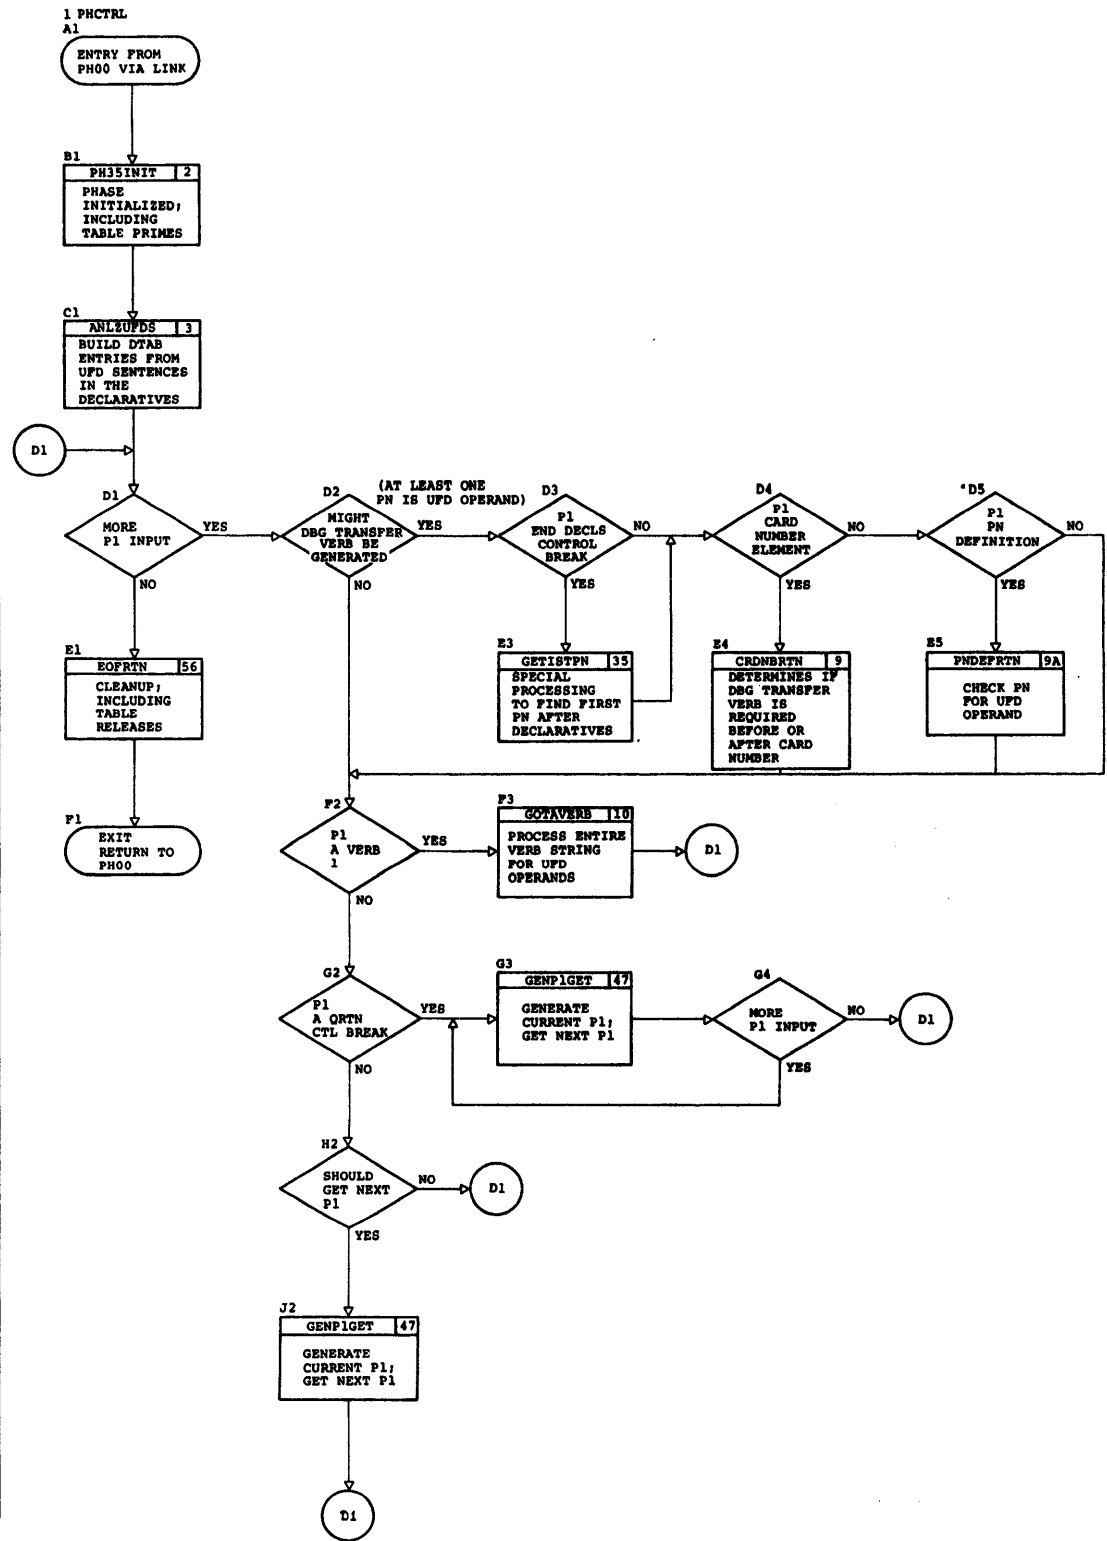 1 PHCTRL
A1
ENTRY FROM
PH00 VIA LINK
B1
PH35INIT 2
PHASE
INITIALIZED;
INCLUDING
TABLE PRIMES
C1
ANLZUFDS 3
BUILD DTAB
ENTRIES FROM
UFD SENTENCES
IN THE
DECLARATIVES
D1
D1
MORE
P1 INPUT
YES
NO
D2
(AT LEAST ONE
PN IS UFD OPERAND)
MIGHT
DBG TRANSFER
VERB BE
GENERATED
YES
NO
D3
P1
END DECLS
CONTROL
BREAK
NO
YES
D4
P1
CARD
NUMBER
ELEMENT
NO
YES
D5
P1
PN
DEFINITION
NO
YES
E1
EOFRTN 56
CLEANUP;
INCLUDING
TABLE
RELEASES
E3
GET1STPN 35
SPECIAL
PROCESSING
TO FIND FIRST
PN AFTER
DECLARATIVES
E4
CRDNBRTN 9
DETERMINES IF
DBG TRANSFER
VERB IS
REQUIRED
BEFORE OR
AFTER CARD
NUMBER
E5
PNDEFRTN 9A
CHECK PN
FOR UFD
OPERAND
F1
EXIT
RETURN TO
PH00
F2
P1
A VERB
1
YES
NO
F3
GOTAVERB 10
PROCESS ENTIRE
VERB STRING
FOR UFD
OPERANDS
D1
G2
P1
A QRTN
CTL BREAK
YES
NO
G3
GENP1GET 47
GENERATE
CURRENT P1;
GET NEXT P1
G4
MORE
P1 INPUT
NO
YES
D1
H2
SHOULD
GET NEXT
P1
NO
YES
D1
J2
GENP1GET 47
GENERATE
CURRENT P1;
GET NEXT P1
D1